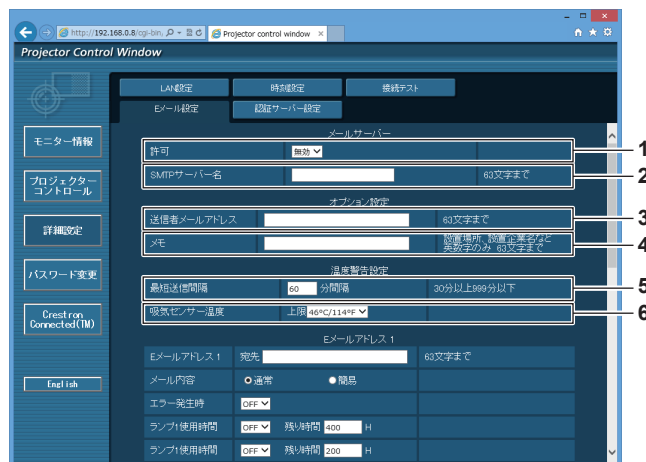 http://192.168.0.8/cgi-bin,
Projector control window ×
Projector Control Window
LAN設定 時刻設定 接続テスト
Eメール設定 認証サーバー設定
モニター情報
プロジェクター
コントロール
詳細設定
パスワード変更
Crestron
Connected(TM)
English
メールサーバー
許可 無効 1
SMTPサーバー名 63文字まで 2
オプション設定
送信者メールアドレス 63文字まで 3
メモ 設置場所, 設置企業名など
英数字のみ 63文字まで 4
温度警告設定
最短送信間隔 60 分間隔 30分以上999分以下 5
吸気センサー温度 上限 46°C/114°F 6
Eメールアドレス 1
Eメールアドレス 1 宛先 63文字まで
メール内容 通常 簡易
エラー発生時 OFF
ランプ1使用時間 OFF 残り時間 400 H
ランプ1使用時間 OFF 残り時間 200 H